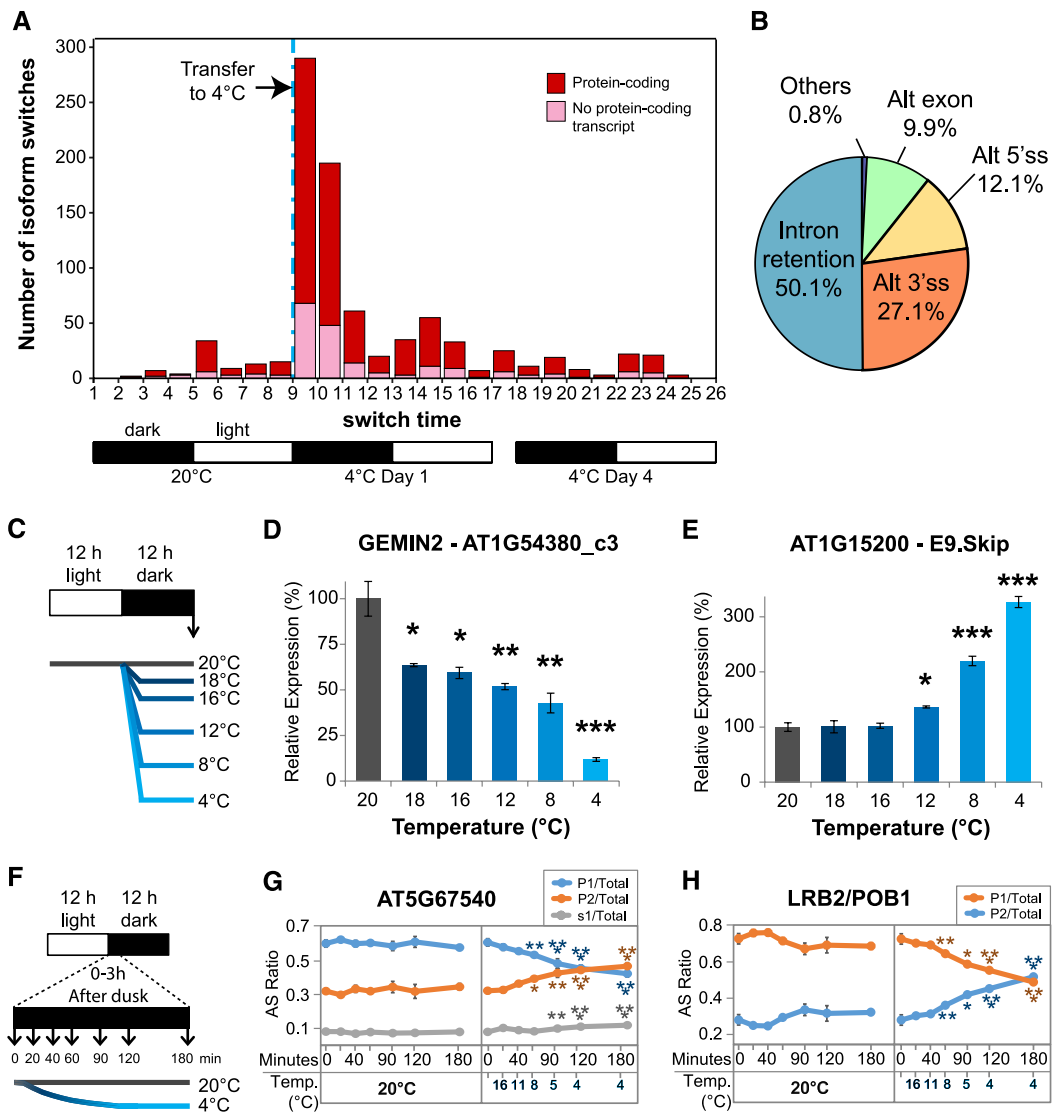 A
300
250
200
150
100
50
0
Number of isoform switches
Transfer
to 4°C
Protein-coding
No protein-coding
transcript
1 2 3 4 5 6 7 8 9 10 11 12 13 14 15 16 17 18 19 20 21 22 23 24 25 26
switch time
dark light
20°C 4°C Day 1 4°C Day 4
B
Others
0.8%
Alt exon
9.9%
Alt 5'ss
12.1%
Intron
retention
50.1%
Alt 3'ss
27.1%
C
12 h
light
12 h
dark
20°C
18°C
16°C
12°C
8°C
4°C
D
GEMIN2 - AT1G54380_c3
Relative Expression (%)
100
75
50
25
0
* * ** ** ***
20 18 16 12 8 4
Temperature (°C)
E
AT1G15200 - E9.Skip
Relative Expression (%)
300
200
100
0
* *** ***
20 18 16 12 8 4
Temperature (°C)
F
12 h
light
12 h
dark
0-3h
After dusk
0 20 40 60 90 120 180 min
20°C
4°C
G
AT5G67540
P1/Total
P2/Total
s1/Total
AS Ratio
0.7
0.5
0.3
0.1
Minutes 0 40 80 120 180 0 40 80 120 180
Temp.
(°C)
20°C
16 11 8 5 4 4
H
LRB2/POB1
P1/Total
P2/Total
AS Ratio
0.8
0.6
0.4
0.2
Minutes 0 40 80 120 180 0 40 80 120 180
Temp.
(°C)
20°C
16 11 8 5 4 4